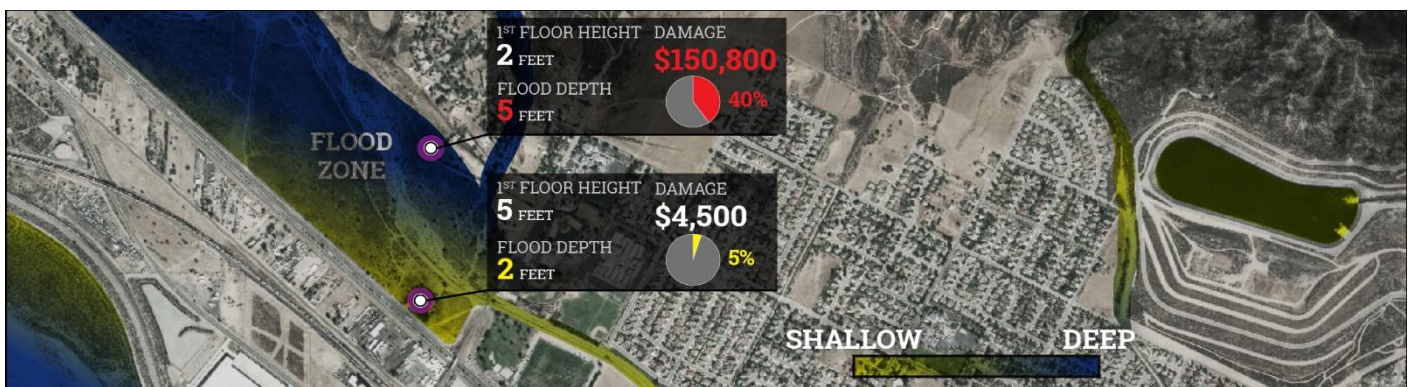 1ST FLOOR HEIGHT DAMAGE
2 FEET $150,800
FLOOD DEPTH
5 FEET 40%
FLOOD
ZONE
1ST FLOOR HEIGHT DAMAGE
5 FEET $4,500
FLOOD DEPTH
2 FEET 5%
SHALLOW DEEP